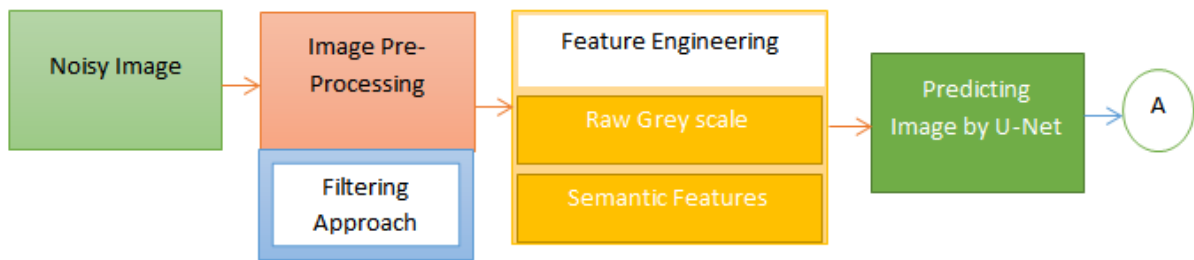 Noisy Image
Image Pre-
Processing
Filtering
Approach
Feature Engineering
Raw Grey scale
Semantic Features
Predicting
Image by U-Net
A